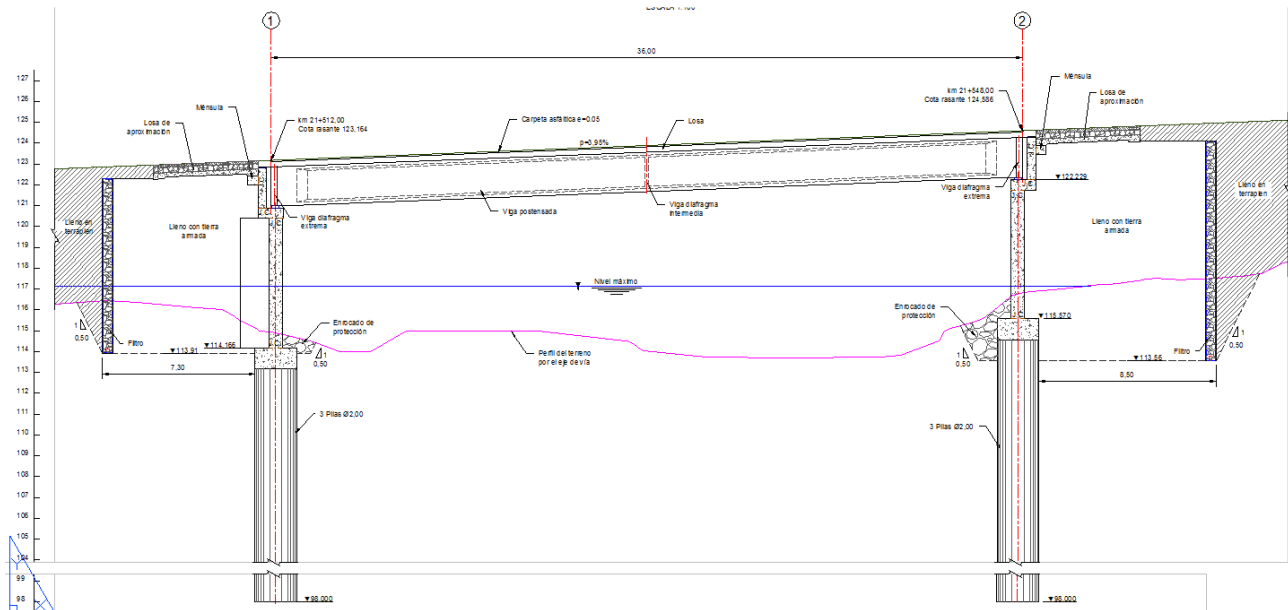 ESCALA 1:100
1
2
36,00
127
126
125
124
123
122
121
120
119
118
117
116
115
114
113
112
111
110
109
108
107
106
105
104
99
98
Losa de
aproximación
Ménsula
km 21+512,00
Cota rasante 123,164
Carpeta asfáltica e=0.05
Losa
p=3,95%
km 21+548,00
Cota rasante 124,586
Ménsula
Losa de
aproximación
122,229
Lleno en
terraplen
Lleno con tierra
armada
Viga diafragma
extrema
Viga postensada
Viga diafragma
intermedia
Viga diafragma
extrema
Lleno con tierra
armada
Lleno en
terraplen
Nivel máximo
1
0,50
Filtro
113,91
114,166
Enrocado de
protección
1
0,50
Perfil del terreno
por el eje de vía
Enrocado de
protección
1
0,50
113,56
Filtro
1
0,50
7,30
8,50
3 Pilas Ø2,00
3 Pilas Ø2,00
98,000
98,000